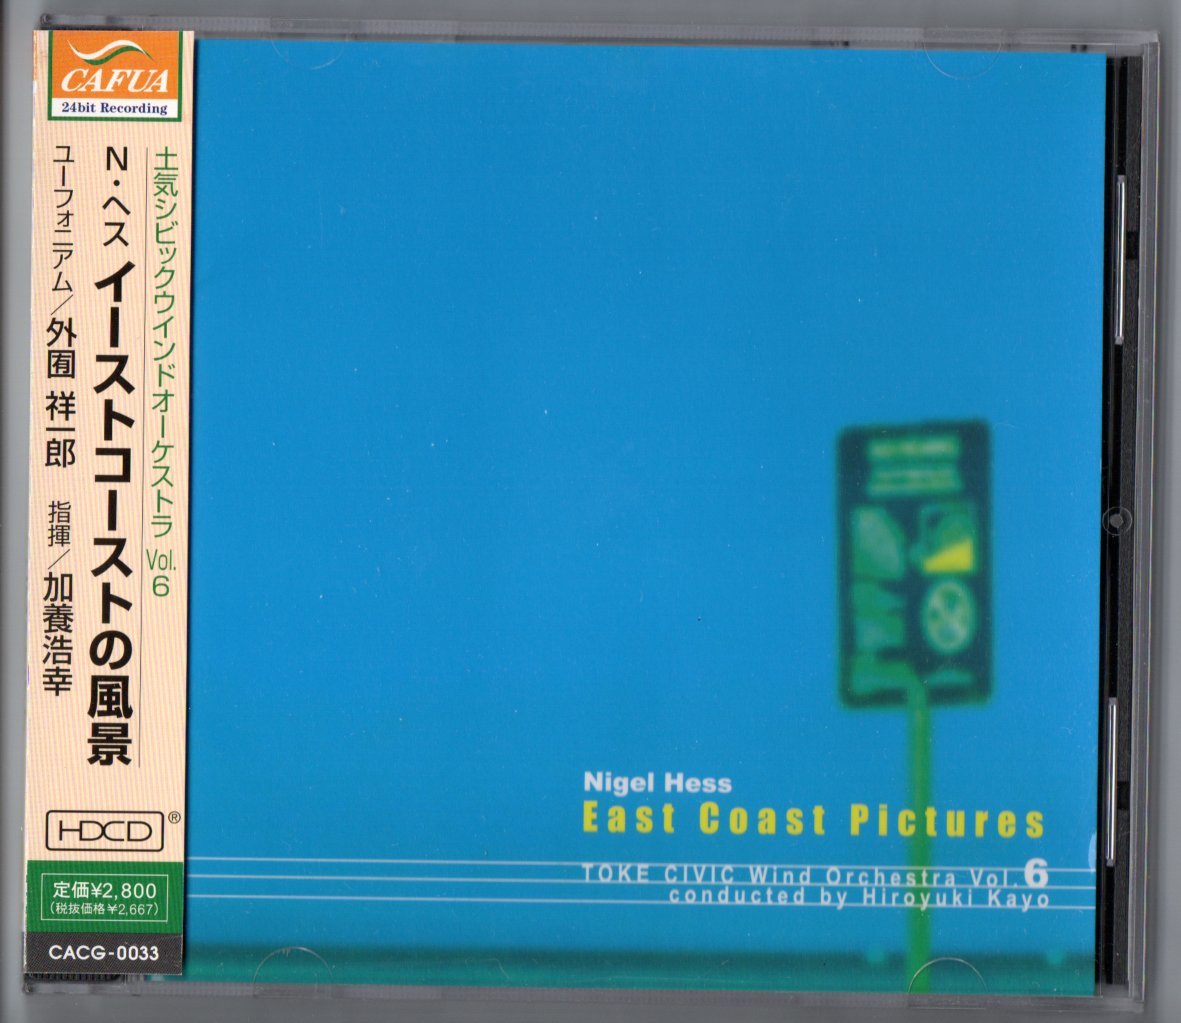 CAFUA
24bit Recording
土気シビックウインドオーケストラ Vol.6
N・ヘス イーストコーストの風景
ユーフォニアム／外囿 祥一郎 指揮／加養浩幸
HDCD®
定価¥2,800
(税抜価格¥2,667)
CACG-0033
Nigel Hess
East Coast Pictures
TOKE CIVIC Wind Orchestra Vol.6
conducted by Hiroyuki Kayo